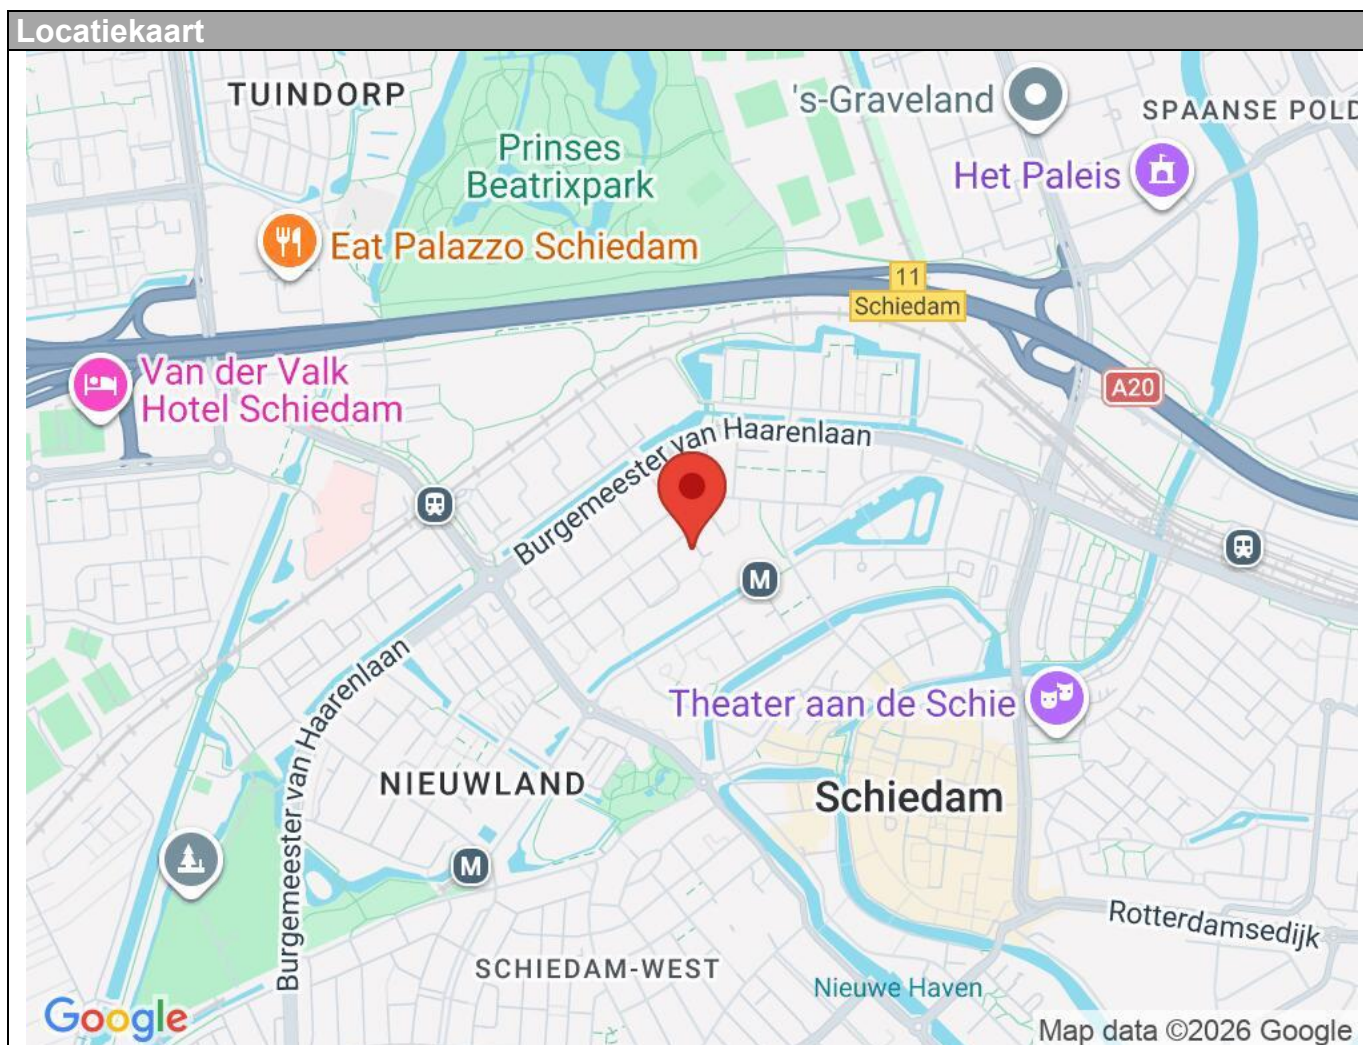 Locatiekaart
TUINDORP
's-Graveland
SPAANSE POLD
Prinses
Beatrixpark
Het Paleis
Eat Palazzo Schiedam
11
Schiedam
Van der Valk
Hotel Schiedam
A20
Burgemeester van Haarenlaan
M
Burgemeester van Haarenlaan
Theater aan de Schie
NIEUWLAND
Schiedam
M
Rotterdamsedijk
SCHIEDAM-WEST
Nieuwe Haven
Google
Map data ©2026 Google